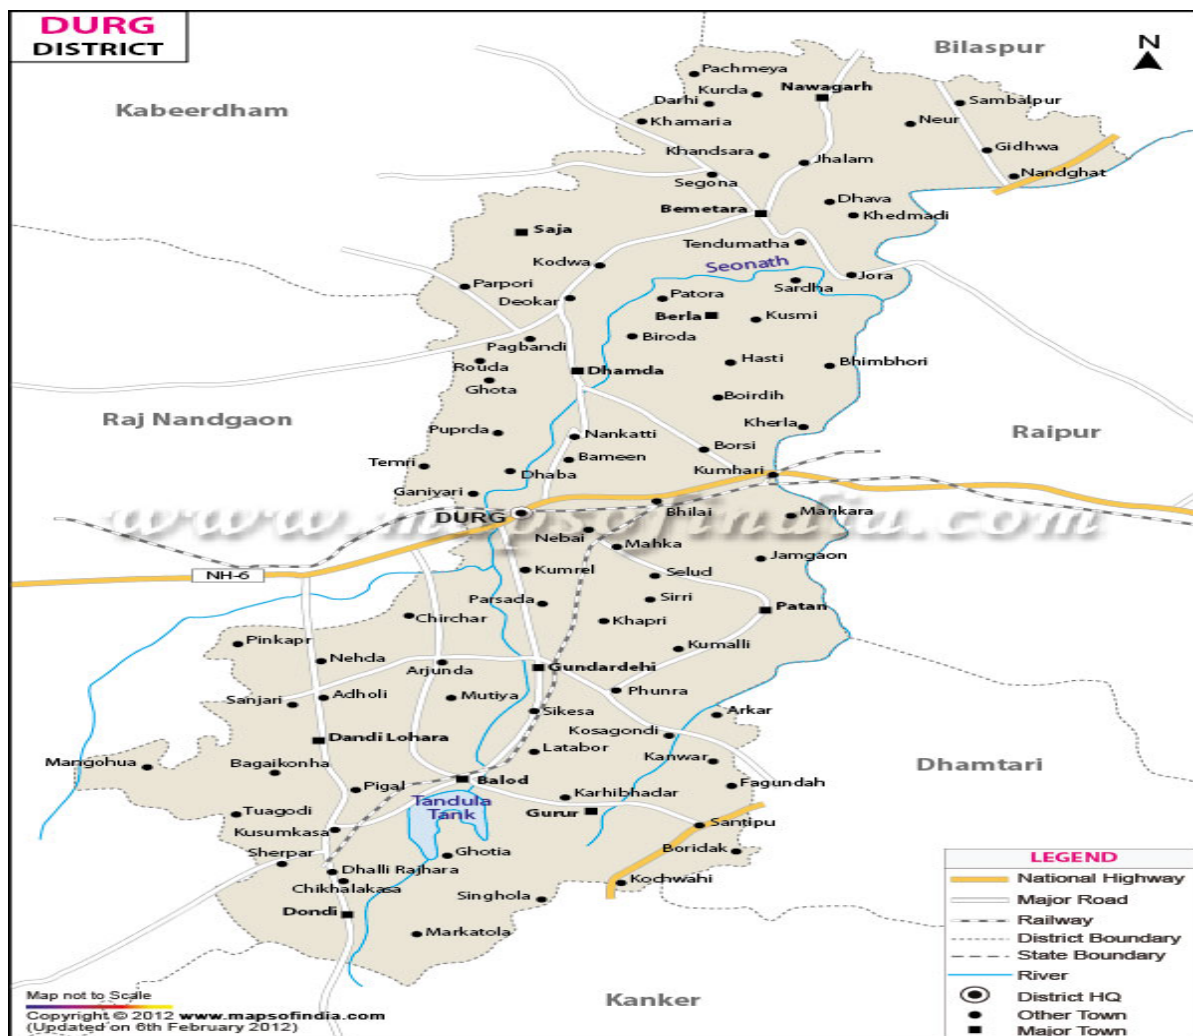 DURG
DISTRICT
Bilaspur
N
Kabeerdham
Pachmeya
Kurda
Nawagarh
Darhi
Sambalpur
Khamaria
Neur
Khandsara
Jhalam
Gidhwa
Segona
Nandghat
Dhava
Bemetara
Khedmadi
Saja
Tendumatha
Kodwa
Seonath
Jora
Parpori
Sardha
Deokar
Patora
Berla
Kusmi
Biroda
Pagbandi
Hasti
Bhimbhori
Rouda
Dhamda
Ghota
Boirdih
Raj Nandgaon
Kherla
Raipur
Puprda
Nankatti
Borsi
Bameen
Temri
Dhaba
Kumhari
Ganiyari
www.mapsofindia.com
DURG
Bhilai
Mankara
Nebai
Mahka
Jamgaon
NH-6
Kumrel
Selud
Parsada
Sirri
Patan
Chirchar
Khapri
Pinkapr
Kumalli
Nehda
Arjunda
Gundardehi
Sanjari
Adholi
Mutiya
Phunra
Sikesa
Arkar
Kosagondi
Dandi Lohara
Latabor
Kanwar
Mangohua
Bagaikonha
Dhamtari
Pigal
Balod
Fagundah
Tandula
Tank
Karhibhadar
Tuagodi
Gurur
Santipu
Kusumkasa
Sherpar
Ghotia
Boridak
Dhalli Rajhara
Chikhalakasa
Kochwahi
Singhola
Dondi
Markatola
Kanker
LEGEND
National Highway
Major Road
Railway
District Boundary
State Boundary
River
District HQ
Other Town
Major Town
Map not to Scale
Copyright © 2012 www.mapsofindia.com
(Updated on 6th February 2012)